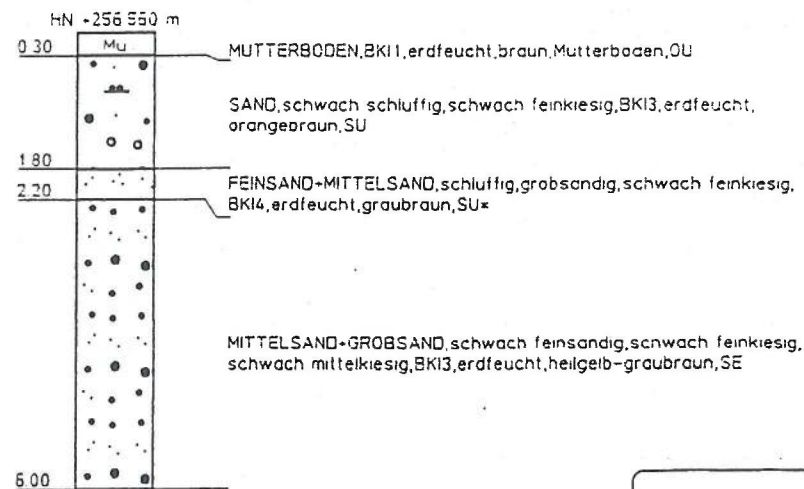 HN +256 550 m
0.30
Mu
MUTTERBODEN,BKl1,erdfeucht,braun,Mutterboden,OU
SAND,schwach schluffig,schwach feinkiesig,BKl3,erdfeucht,
orangebraun,SU
1.80
FEINSAND+MITTELSAND,schluffig,grobsandig,schwach feinkiesig,
2.20
BKl4,erdfeucht,graubraun,SU*
MITTELSAND+GROBSAND,schwach feinsandig,schwach feinkiesig,
schwach mittelkiesig,BKl3,erdfeucht,hellgelb-graubraun,SE
6.00